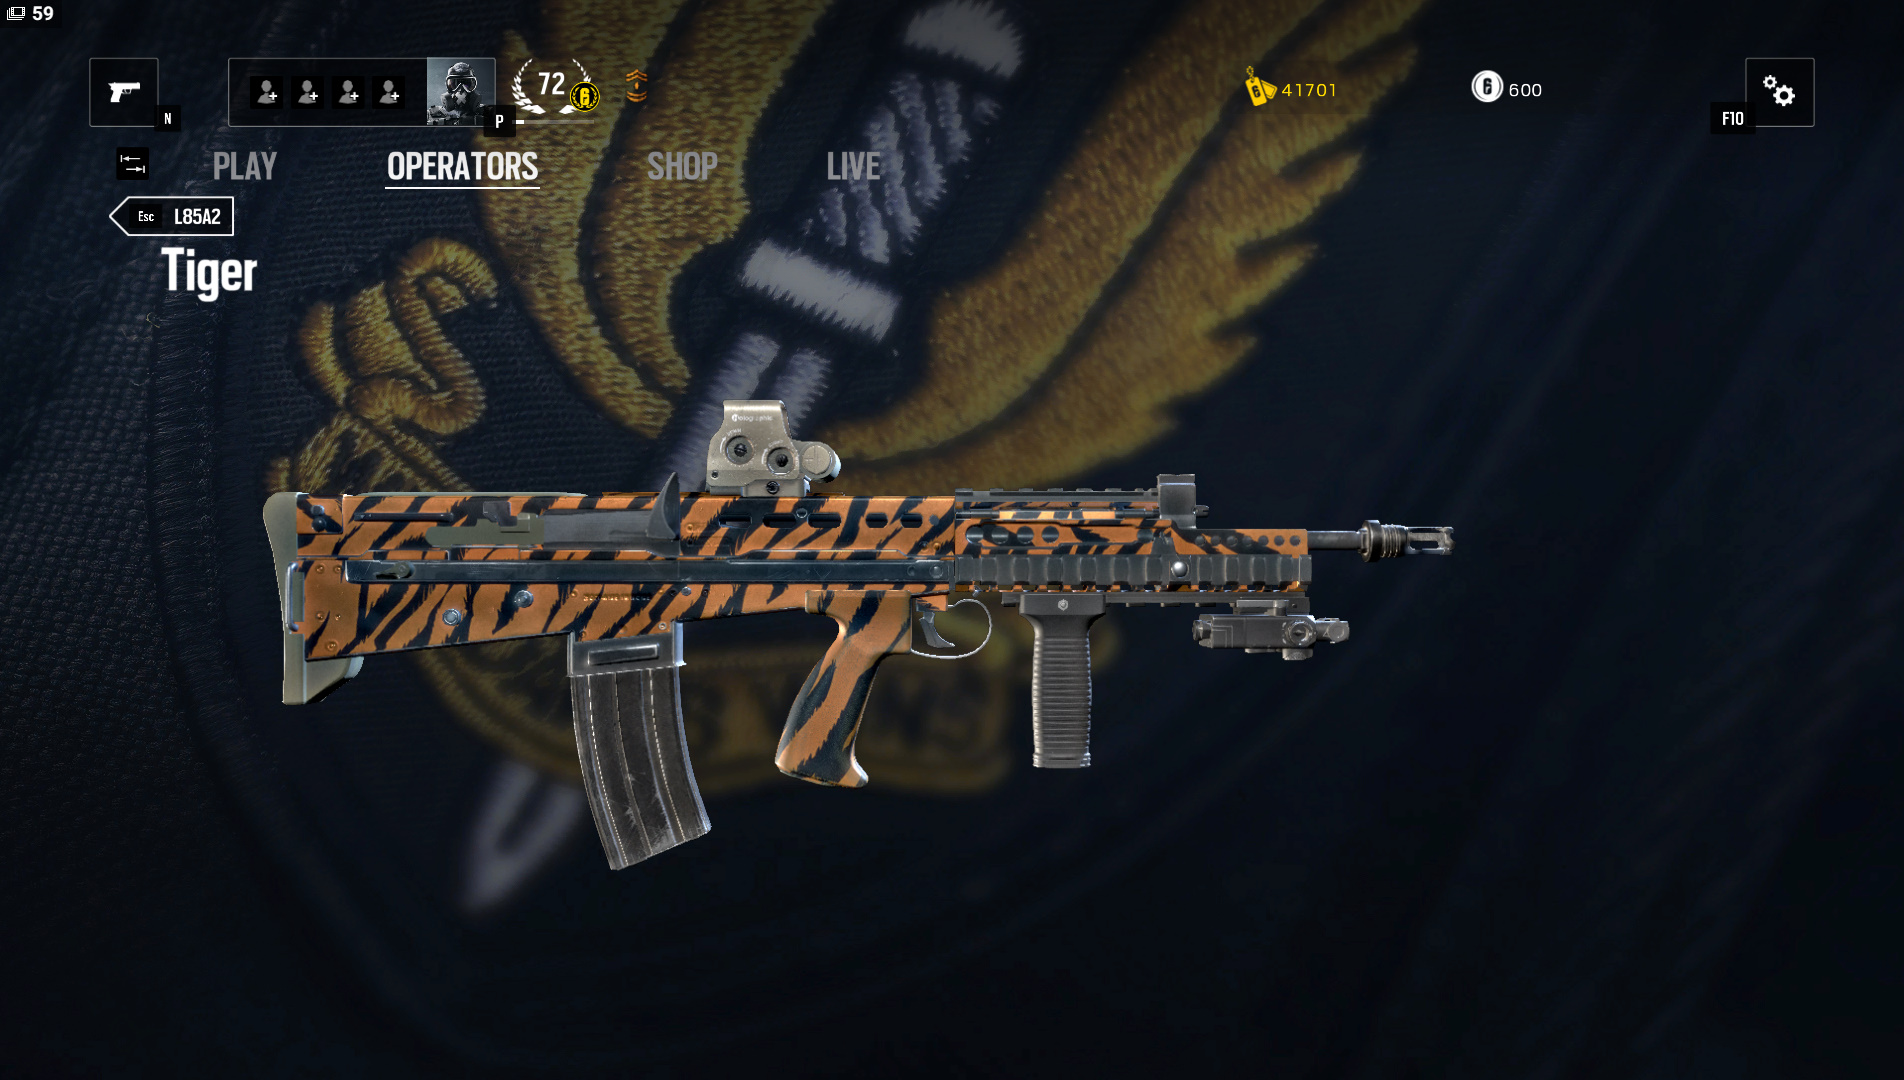 59
N
P
72
41701
600
F10
PLAY
OPERATORS
SHOP
LIVE
Esc
L85A2
Tiger